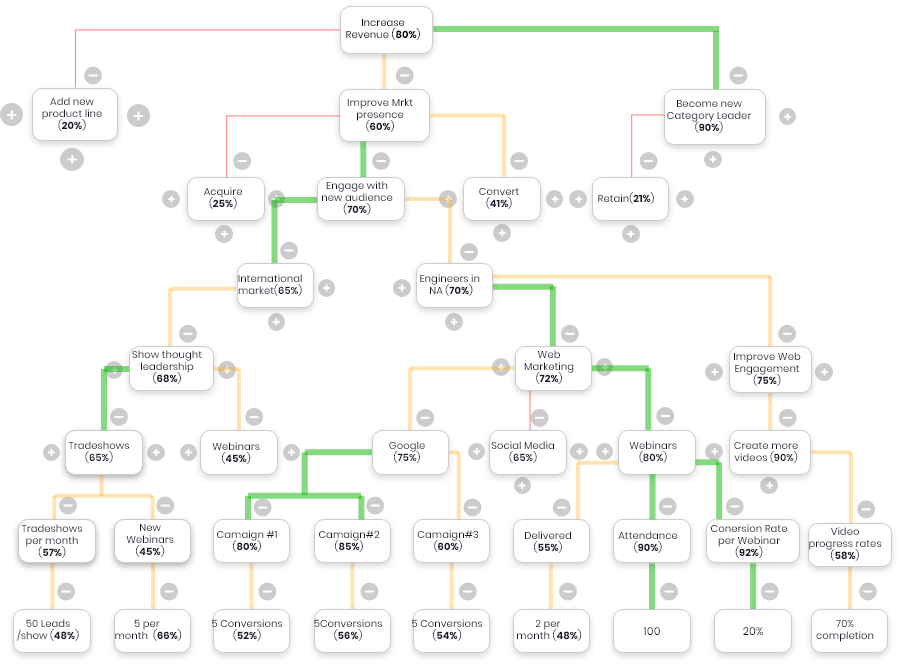 Increase
Revenue (80%)
Add new
product line
(20%)
Improve Mrkt
presence
(60%)
Become new
Category Leader
(90%)
Acquire
(25%)
Engage with
new audience
(70%)
Convert
(41%)
Retain(21%)
International
market(65%)
Engineers in
NA (70%)
Show thought
leadership
(68%)
Web
Marketing
(72%)
Improve Web
Engagement
(75%)
Tradeshows
(65%)
Webinars
(45%)
Google
(75%)
Social Media
(65%)
Webinars
(80%)
Create more
videos (90%)
Tradeshows
per month
(57%)
New
Webinars
(45%)
Camaign #1
(80%)
Camaign#2
(85%)
Camaign#3
(60%)
Delivered
(55%)
Attendance
(90%)
Conersion Rate
per Webinar
(92%)
Video
progress rates
(58%)
50 Leads
/show (48%)
5 per
month (66%)
5 Conversions
(52%)
5Conversions
(56%)
5 Conversions
(54%)
2 per
month (48%)
100
20%
70%
completion